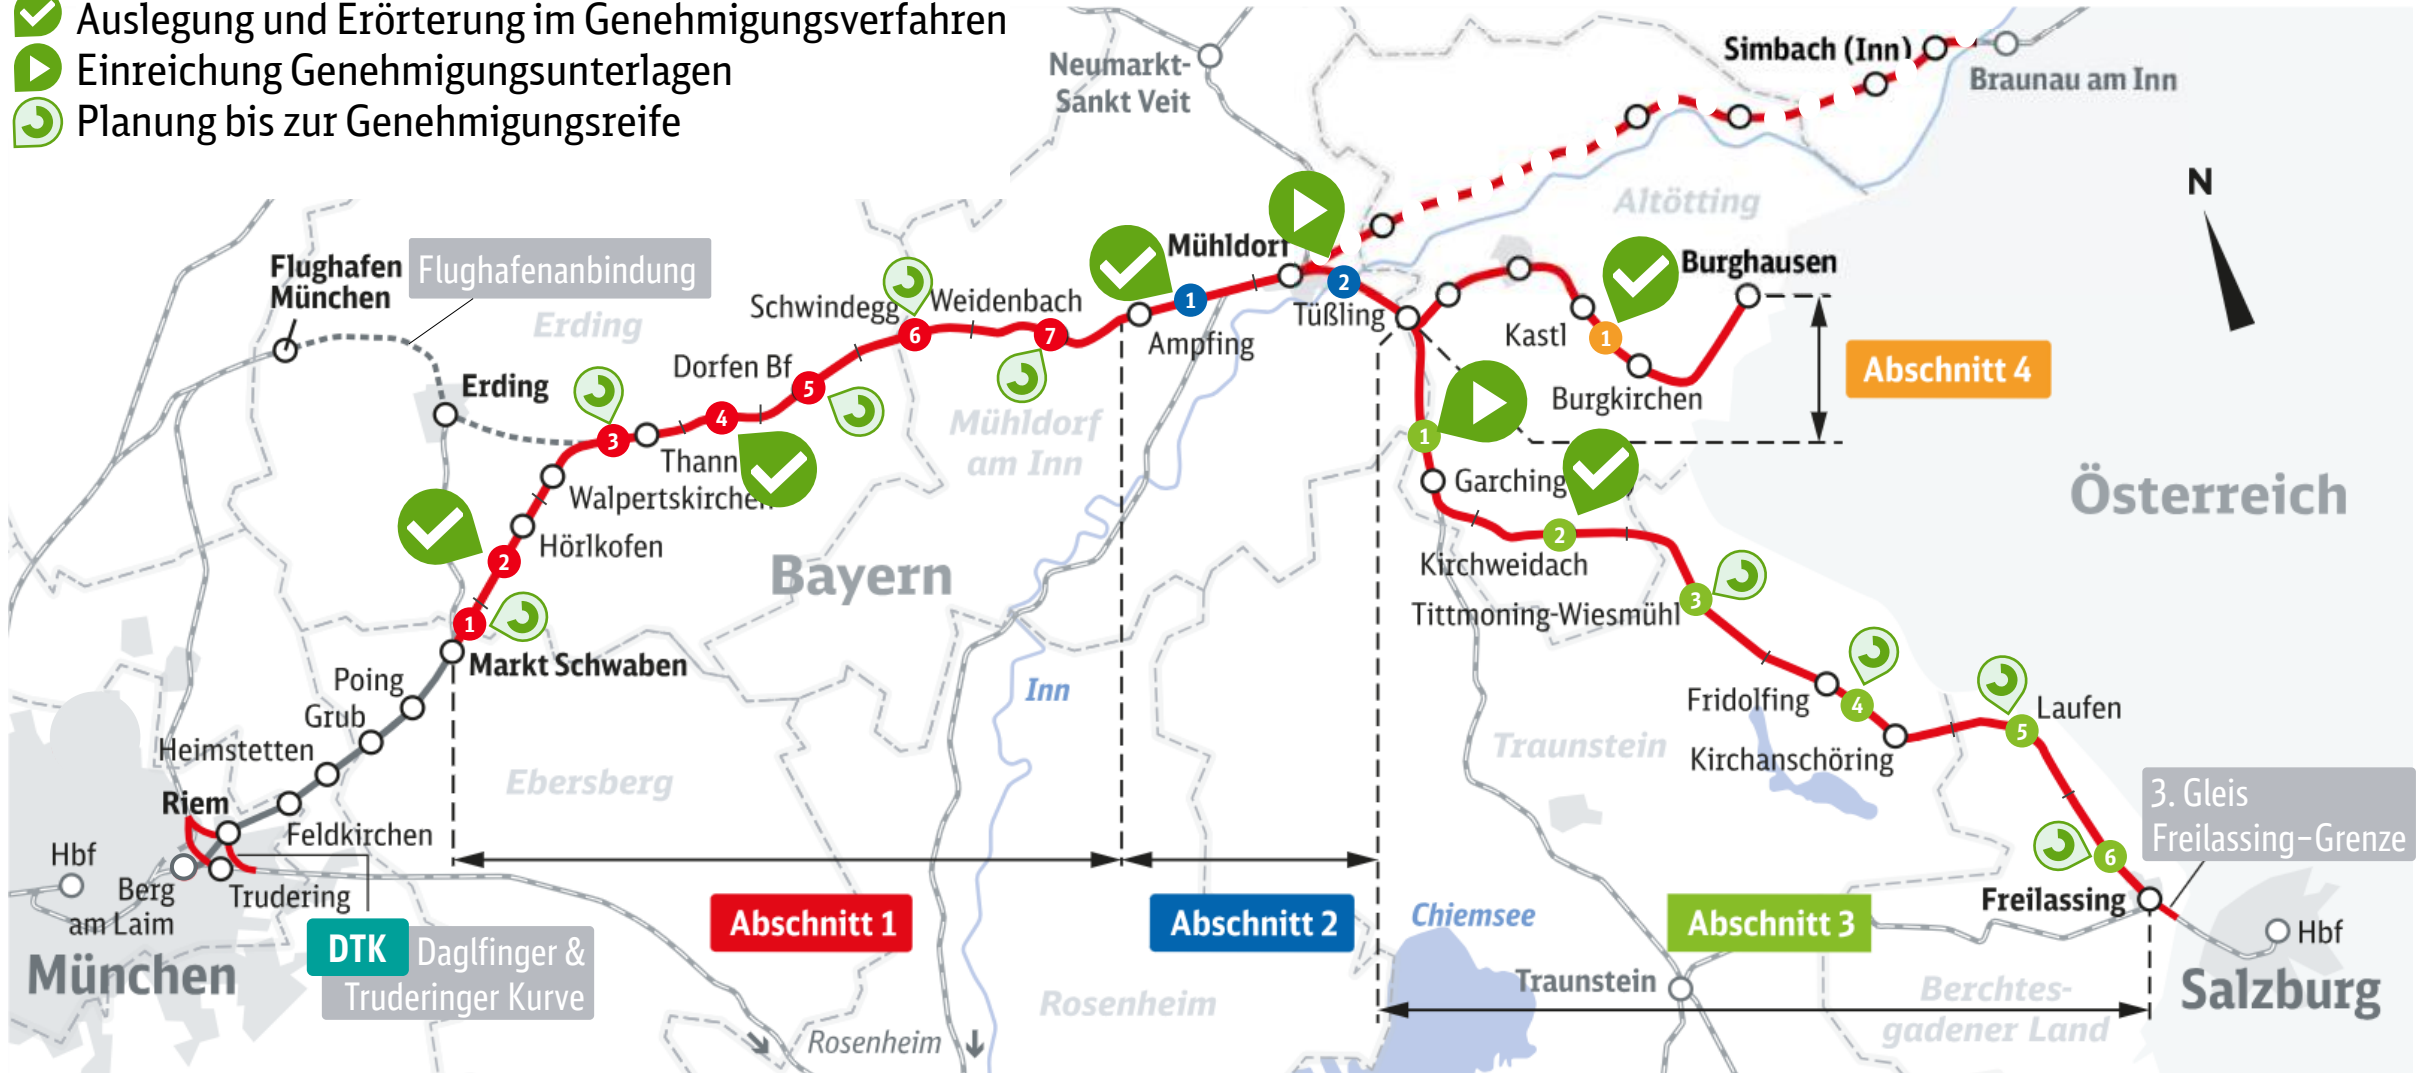 Auslegung und Erörterung im Genehmigungsverfahren
Einreichung Genehmigungsunterlagen
Planung bis zur Genehmigungsreife
Neumarkt-
Sankt Veit
Simbach (Inn)
Braunau am Inn
N
Altötting
Flughafen
München
Flughafenanbindung
Erding
Erding
Schwindegg
Weidenbach
Mühldorf
Ampfing
Tüßling
Kastl
Burghausen
Burgkirchen
Abschnitt 4
Dorfen Bf
Thann
Walpertskirchen
Hörlkofen
Mühldorf
am Inn
Bayern
Österreich
Garching
Kirchweidach
Tittmoning-Wiesmühl
Markt Schwaben
Poing
Grub
Heimstetten
Riem
Feldkirchen
Hbf
Berg
am Laim
Trudering
München
DTK
Daglfinger &
Truderinger Kurve
Ebersberg
Inn
Traunstein
Fridolfing
Kirchanschöring
Laufen
3. Gleis
Freilassing–Grenze
Freilassing
Hbf
Salzburg
Abschnitt 1
Abschnitt 2
Abschnitt 3
Chiemsee
Traunstein
Rosenheim
Rosenheim
Berchtes-
gadener Land
1
2
3
4
5
6
7
1
2
1
1
2
3
4
5
6